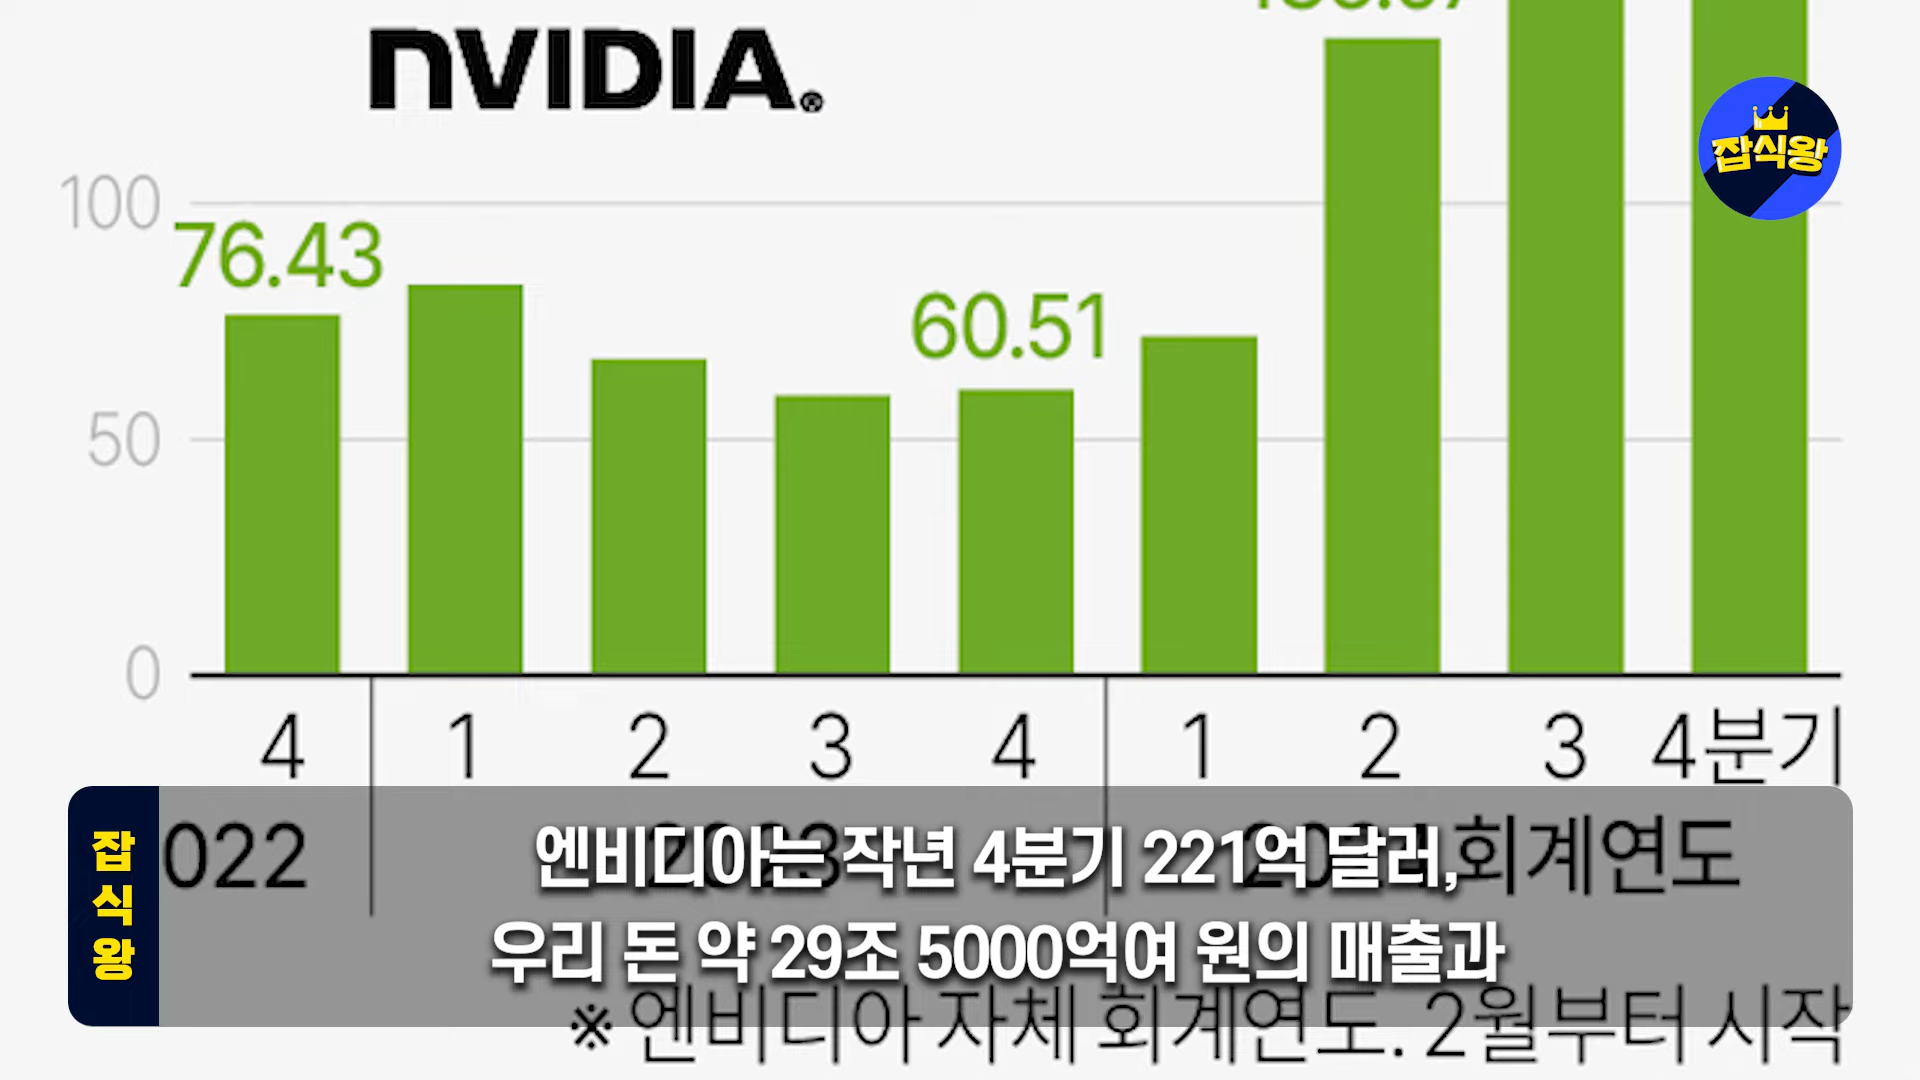 NVIDIA®
잡식왕
100
76.43
60.51
50
0
4 1 2 3 4 1 2 3 4분기
022 회계연도
잡식왕
엔비디아는 작년 4분기 221억 달러,
우리 돈 약 29조 5000억여 원의 매출과
※ 엔비디아 자체 회계연도. 2월부터 시작